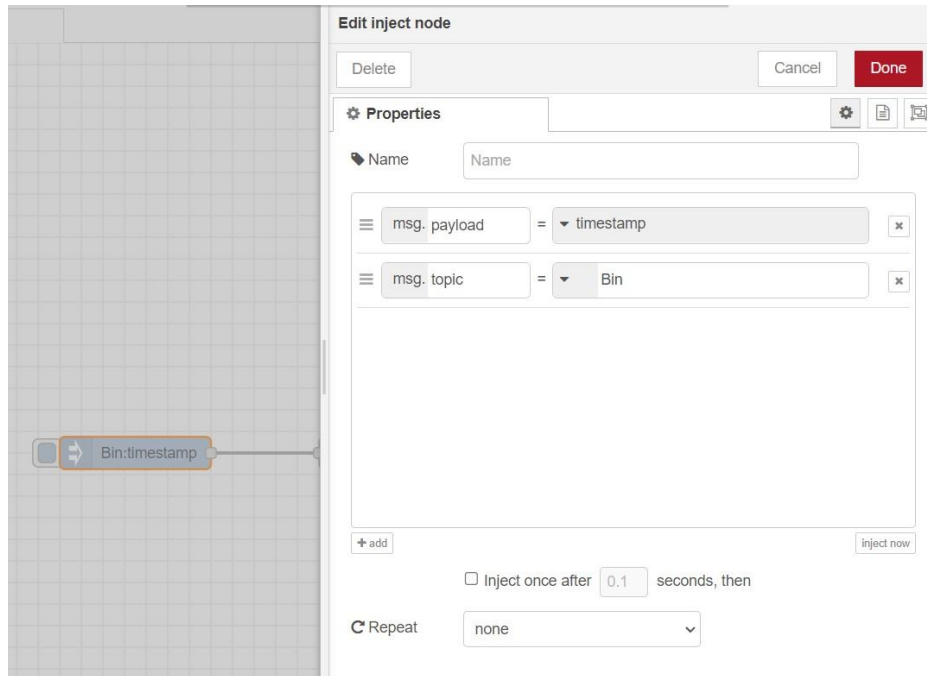 Edit inject node
Delete
Cancel
Done
Properties
Name
Name
msg. payload = timestamp
msg. topic = Bin
Bin:timestamp
add
inject now
Inject once after 0.1 seconds, then
Repeat
none